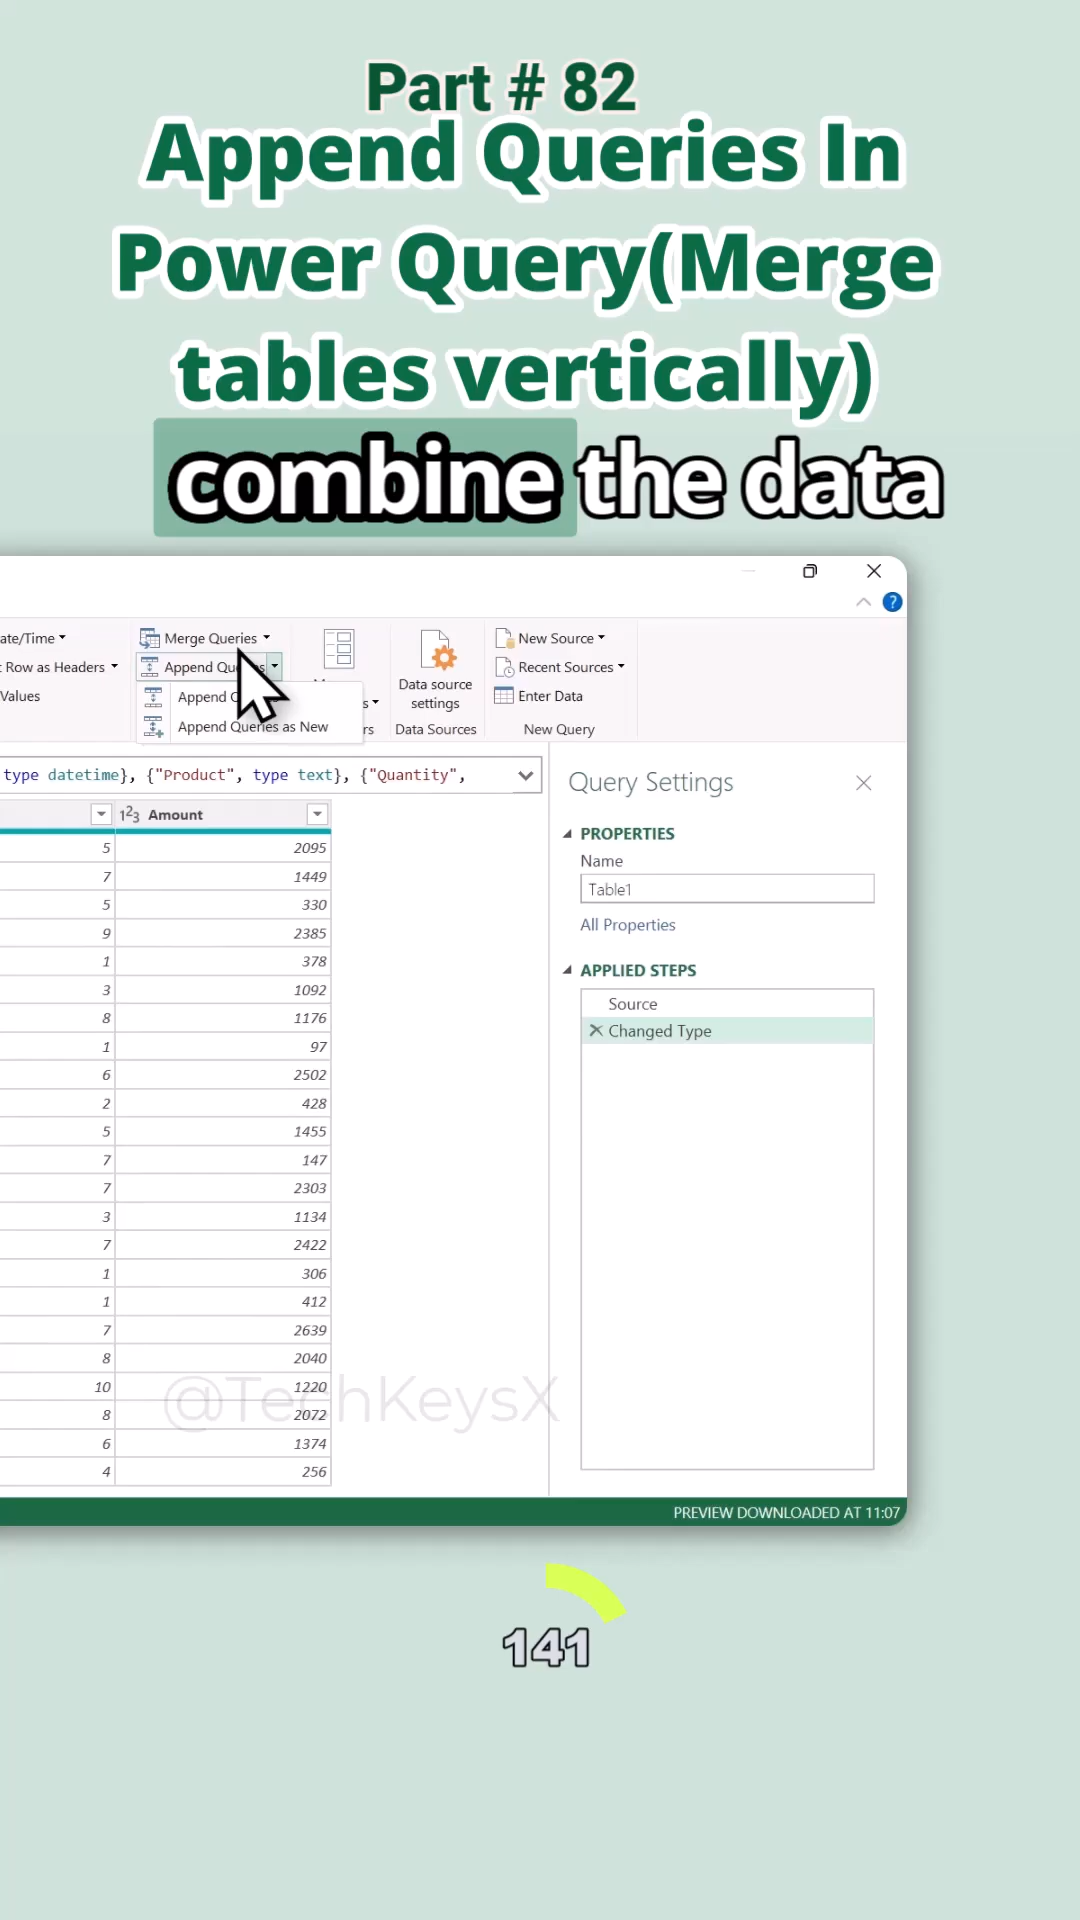 Part # 82
Append Queries In
Power Query(Merge
tables vertically)
combine the data
?
ate/Time
Merge Queries
New Source
t Row as Headers
Append
Recent Sources
Values
Append
Data source
settings
Enter Data
Append Queries as New
Data Sources
New Query
type datetime}, {"Product", type text}, {"Quantity",
Query Settings
1²3 Amount
PROPERTIES
Name
Table1
All Properties
APPLIED STEPS
Source
Changed Type
5 2095
7 1449
5 330
9 2385
1 378
3 1092
8 1176
1 97
6 2502
2 428
5 1455
7 147
7 2303
3 1134
7 2422
1 306
1 412
7 2639
8 2040
10 1220
8 2072
6 1374
4 256
@TechKeysX
PREVIEW DOWNLOADED AT 11:07
141